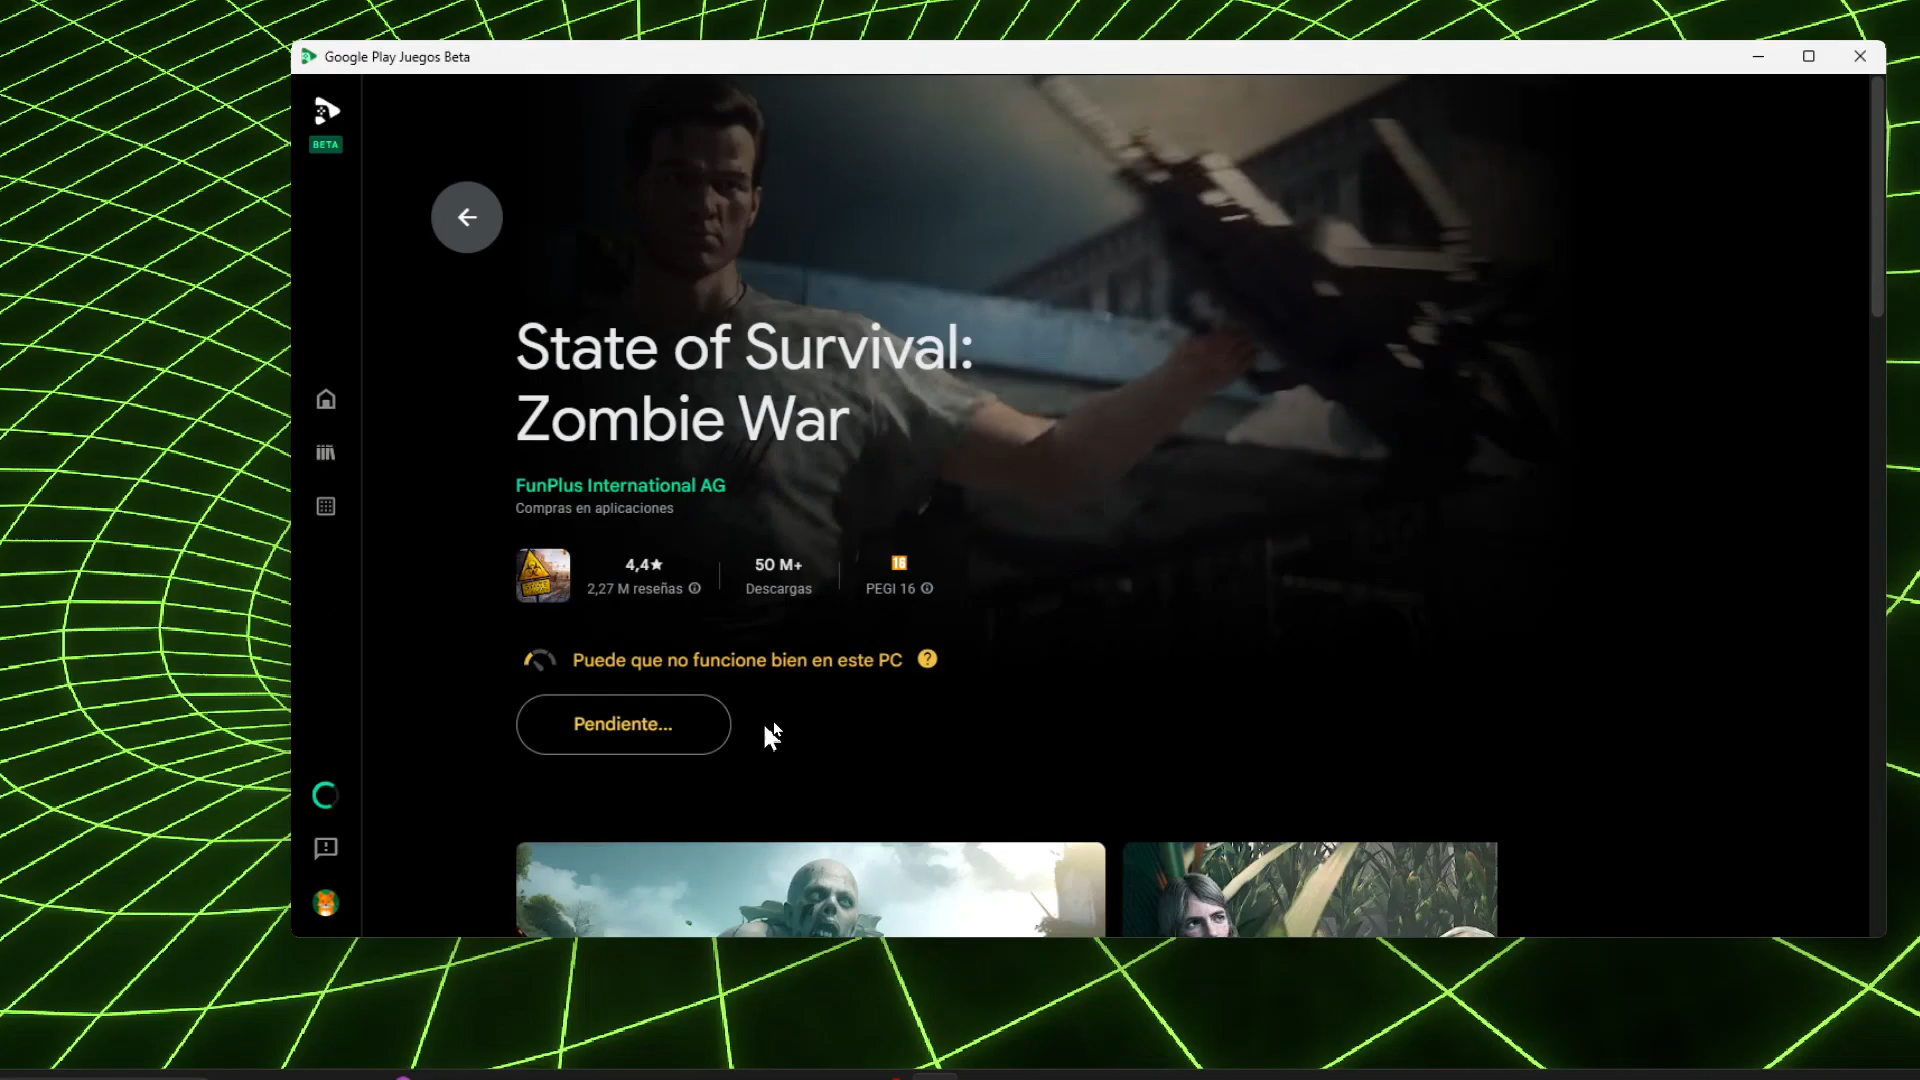 Google Play Juegos Beta
BETA
State of Survival:
Zombie War
FunPlus International AG
Compras en aplicaciones
4,4★
2,27 M reseñas
50 M+
Descargas
16
PEGI 16
Puede que no funcione bien en este PC ?
Pendiente...